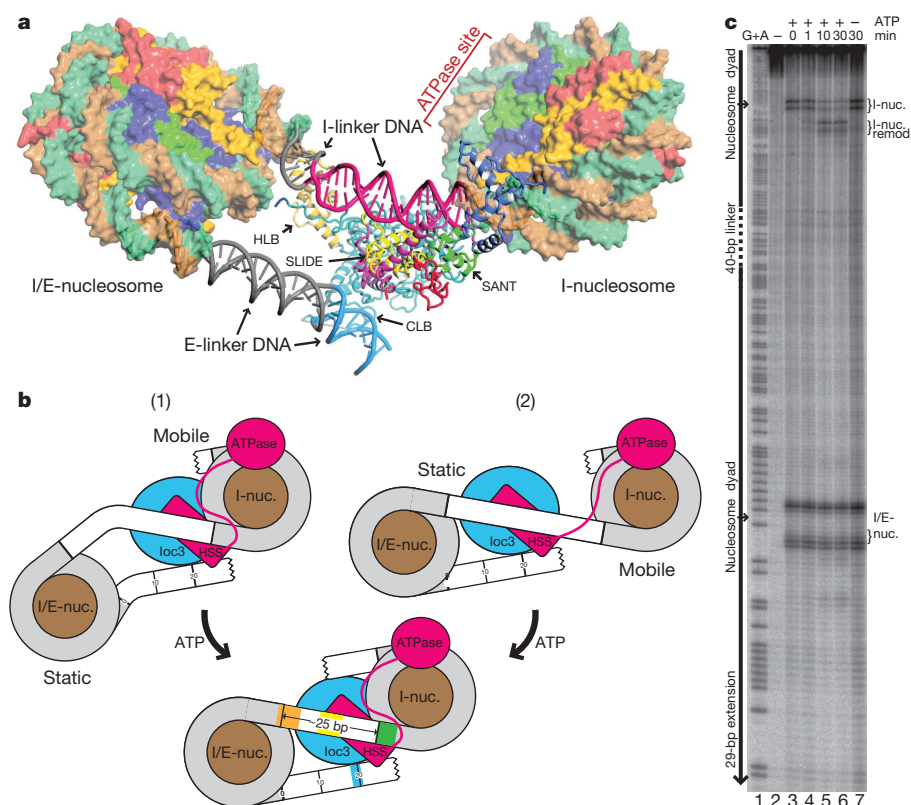 a
ATPase site
I-linker DNA
HLB
SLIDE
SANT
I/E-nucleosome
I-nucleosome
CLB
E-linker DNA
b
(1)
Mobile
ATPase
I-nuc.
Ioc3
HSS
10
20
I/E-nuc.
Static
ATP
(2)
Static
ATPase
I-nuc.
I/E-nuc.
Ioc3
HSS
10
20
Mobile
ATP
ATPase
I-nuc.
~25 bp
I/E-nuc.
Ioc3
HSS
0
10
20
c
+ + + + − ATP
G+A − 0 1 10 30 30 min
Nucleosome dyad
40-bp linker
Nucleosome dyad
29-bp extension
}I-nuc.
}I-nuc.
remod
I/E-
}nuc.
1 2 3 4 5 6 7